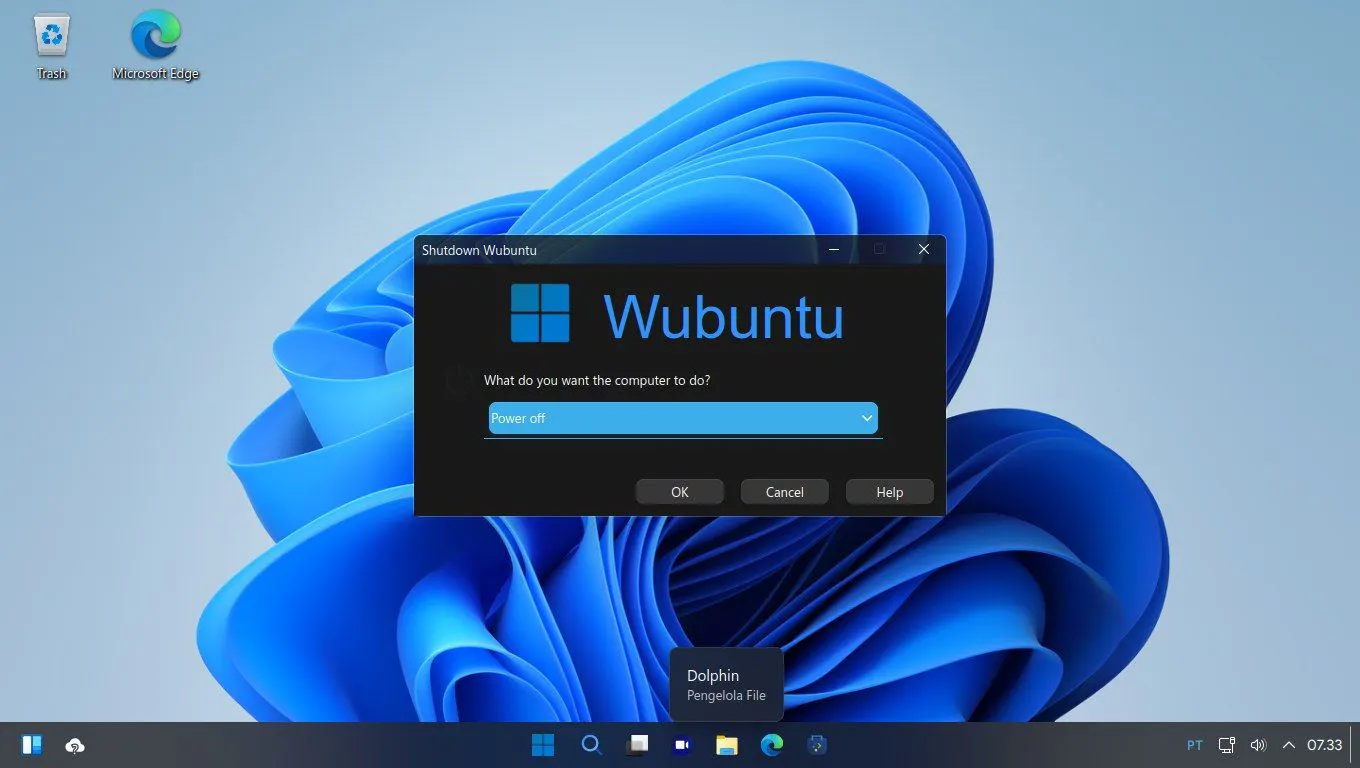 Trash
Microsoft Edge
Shutdown Wubuntu
Wubuntu
What do you want the computer to do?
Power off
OK
Cancel
Help
Dolphin
Pengelola File
PT
07.33